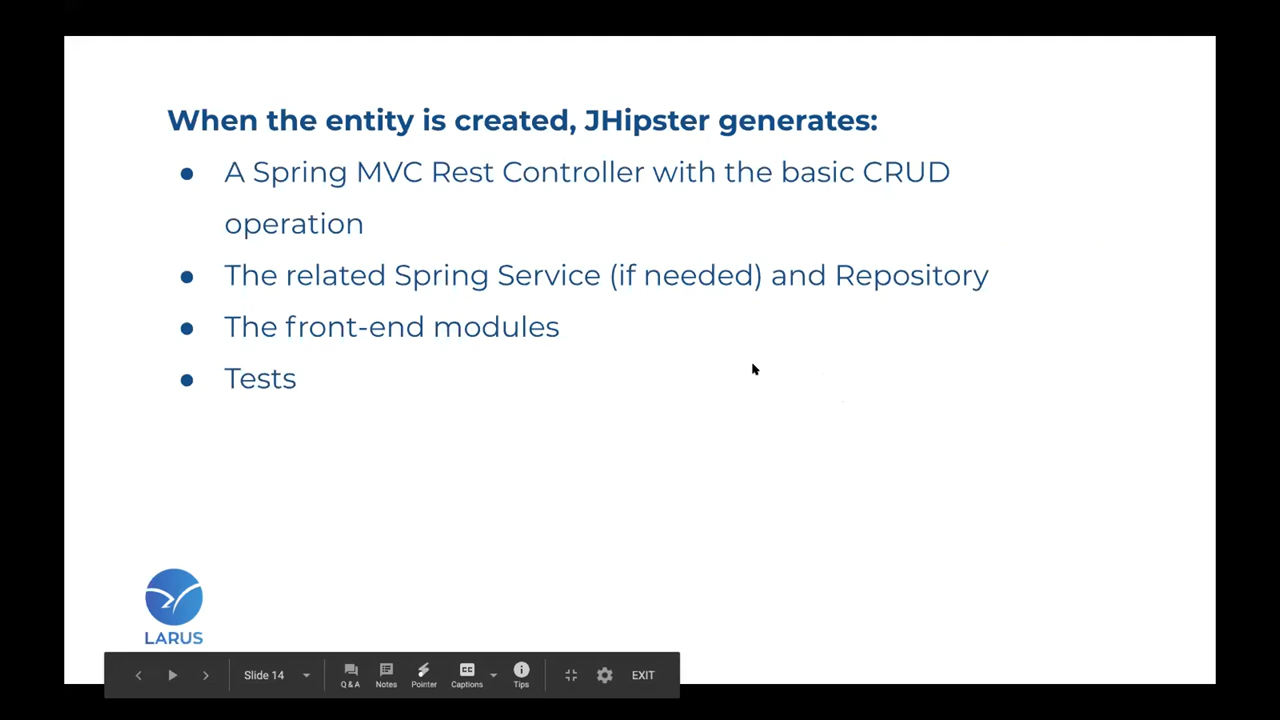 When the entity is created, JHipster generates:
● A Spring MVC Rest Controller with the basic CRUD
operation
● The related Spring Service (if needed) and Repository
● The front-end modules
● Tests
LARUS
Slide 14
Q & A
Notes
Pointer
CC
Captions
Tips
EXIT